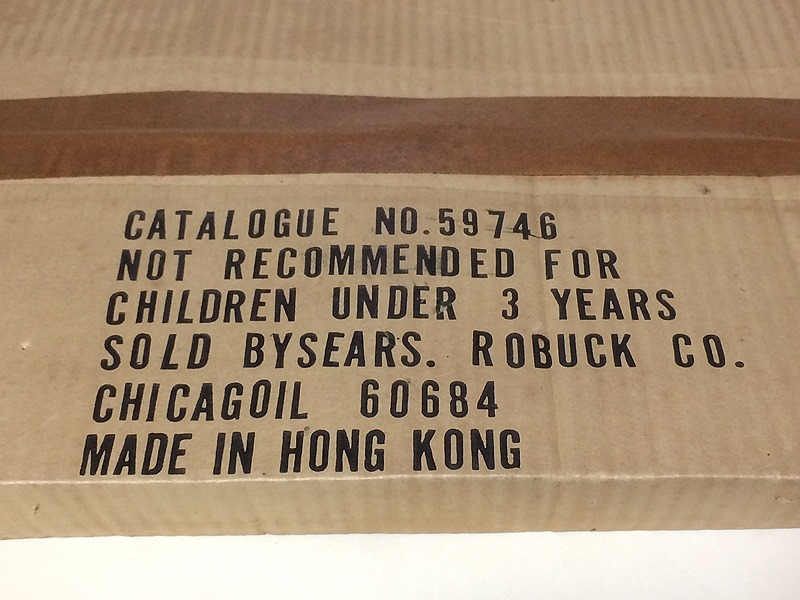 CATALOGUE NO.59746
NOT RECOMMENDED FOR
CHILDREN UNDER 3 YEARS
SOLD BYSEARS. ROBUCK CO.
CHICAGOIL 60684
MADE IN HONG KONG